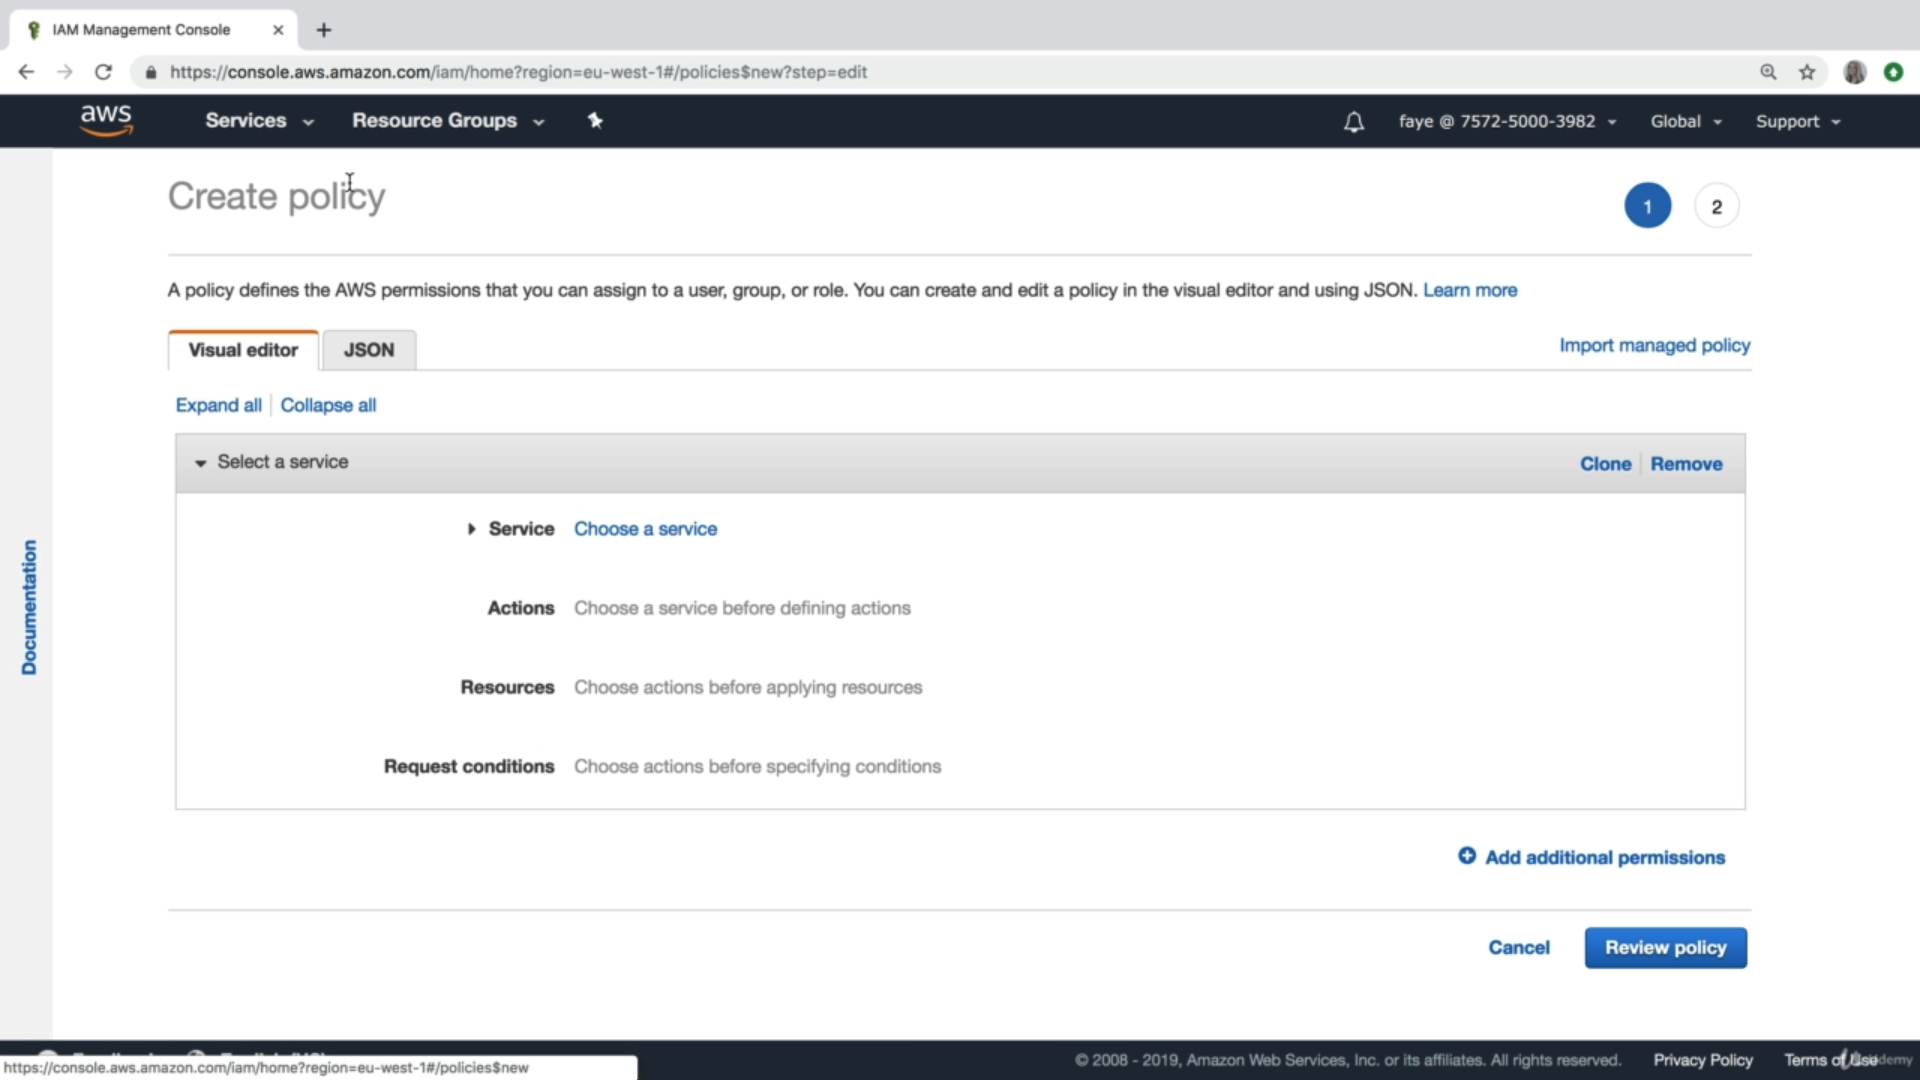 IAM Management Console
https://console.aws.amazon.com/iam/home?region=eu-west-1#/policies$new?step=edit
aws Services Resource Groups faye @ 7572-5000-3982 Global Support
Create policy 1 2
A policy defines the AWS permissions that you can assign to a user, group, or role. You can create and edit a policy in the visual editor and using JSON. Learn more
Visual editor JSON Import managed policy
Expand all Collapse all
Select a service Clone Remove
Service Choose a service
Actions Choose a service before defining actions
Resources Choose actions before applying resources
Request conditions Choose actions before specifying conditions
Documentation
Add additional permissions
Cancel Review policy
© 2008 - 2019, Amazon Web Services, Inc. or its affiliates. All rights reserved. Privacy Policy Terms of Use
https://console.aws.amazon.com/iam/home?region=eu-west-1#/policies$new